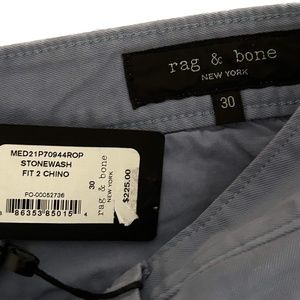 rag & bone
NEW YORK
30
MED21P70944ROP
STONEWASH
FIT 2 CHINO
PO-00052736
86353 85015 4
30
rag & bone
NEW YORK
$225.00